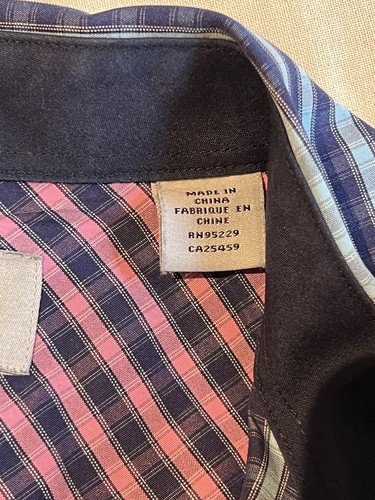 MADE IN
CHINA
FABRIQUE EN
CHINE
RN95229
CA25459